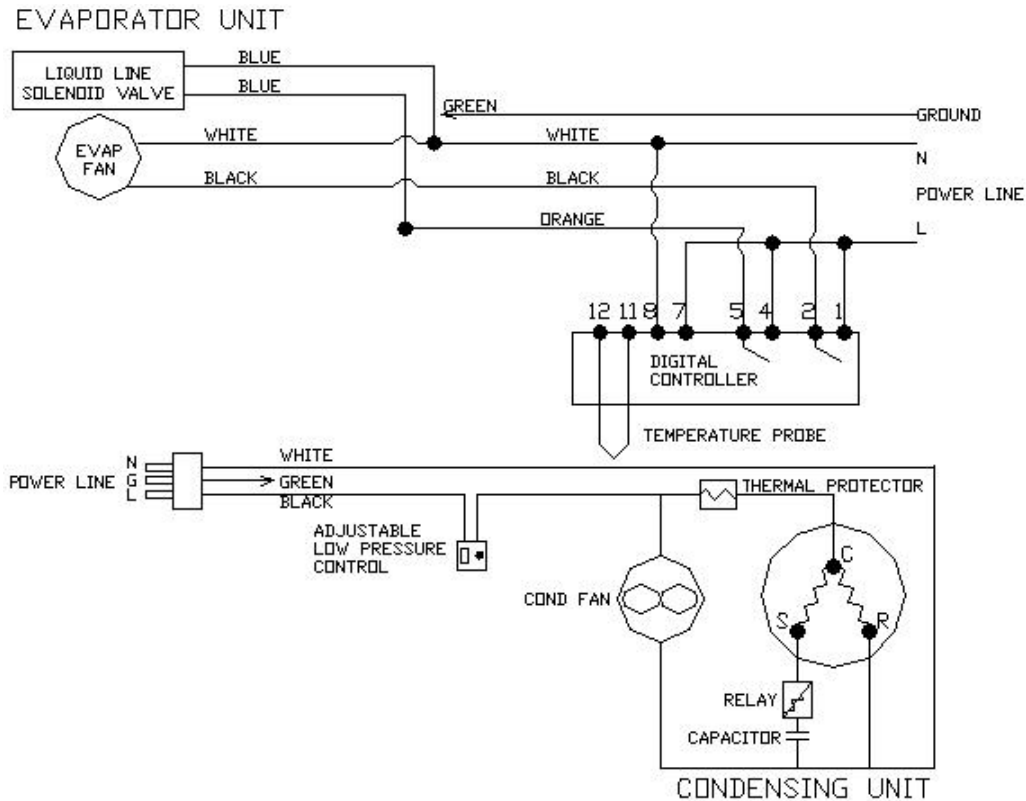 EVAPORATOR UNIT
BLUE
LIQUID LINE
SOLENOID VALVE
BLUE
GREEN
GROUND
WHITE
WHITE
EVAP
FAN
N
BLACK
BLACK
POWER LINE
ORANGE
L
12 11 8 7 5 4 2 1
DIGITAL
CONTROLLER
TEMPERATURE PROBE
WHITE
N
POWER LINE G
GREEN
L
BLACK
THERMAL PROTECTOR
ADJUSTABLE
LOW PRESSURE
CONTROL
C
COND FAN
S
R
RELAY
CAPACITOR
CONDENSING UNIT